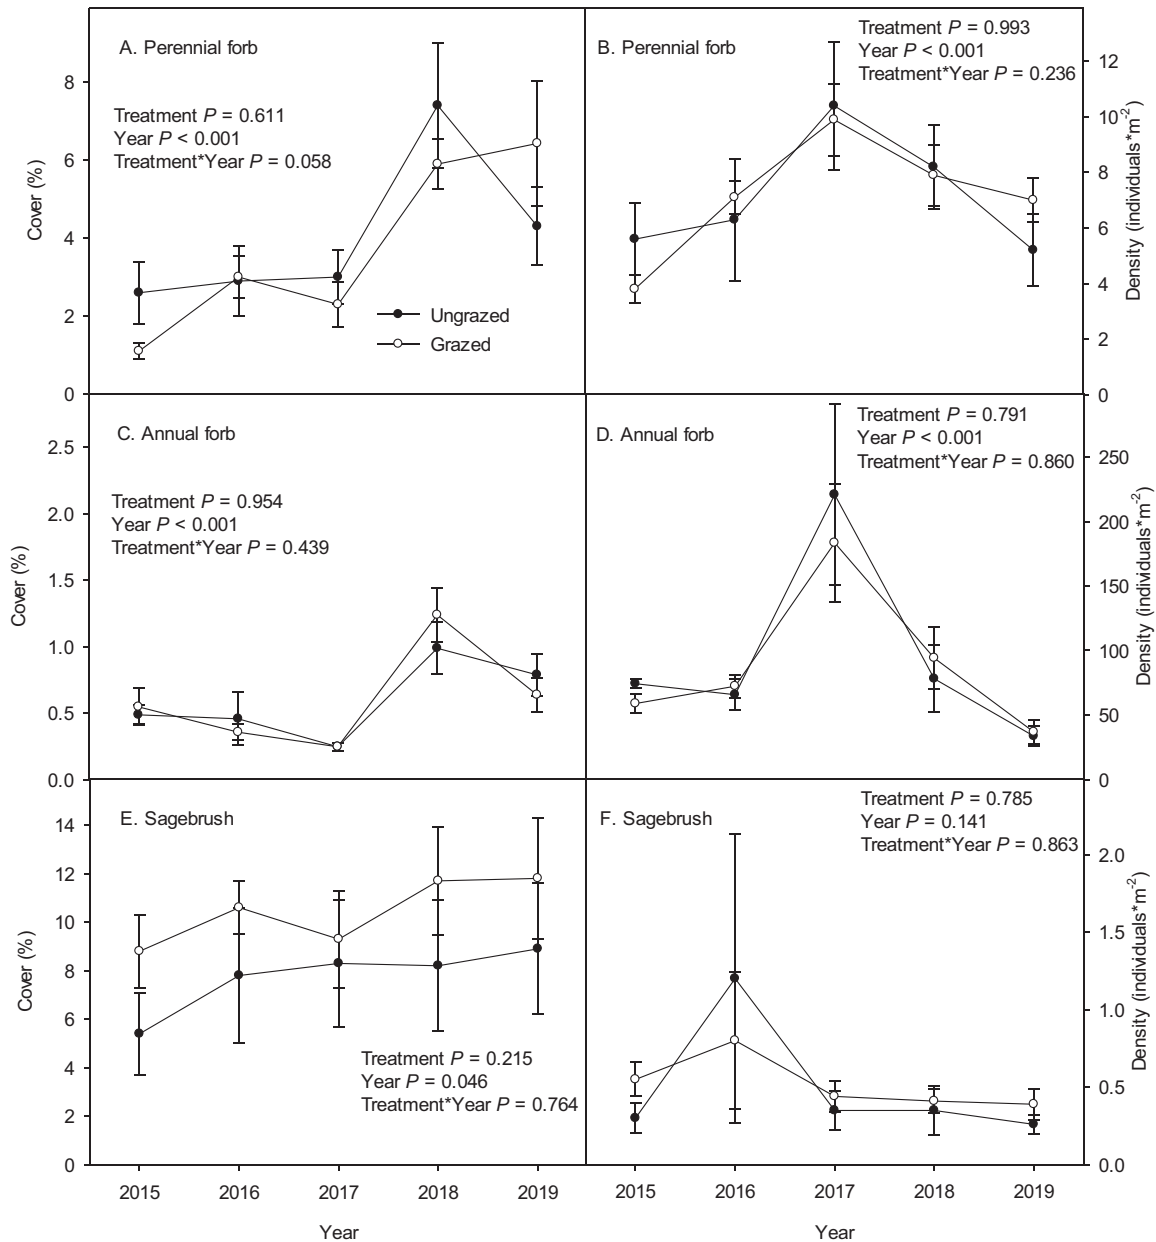 A. Perennial forb
Treatment P = 0.611
Year P < 0.001
Treatment*Year P = 0.058
Ungrazed
Grazed
Cover (%)
8
6
4
2
0
B. Perennial forb
Treatment P = 0.993
Year P < 0.001
Treatment*Year P = 0.236
Density (individuals*m-2)
12
10
8
6
4
2
0
C. Annual forb
Treatment P = 0.954
Year P < 0.001
Treatment*Year P = 0.439
Cover (%)
2.5
2.0
1.5
1.0
0.5
0.0
D. Annual forb
Treatment P = 0.791
Year P < 0.001
Treatment*Year P = 0.860
Density (individuals*m-2)
250
200
150
100
50
0
E. Sagebrush
Treatment P = 0.215
Year P = 0.046
Treatment*Year P = 0.764
Cover (%)
14
12
10
8
6
4
2
0
2015 2016 2017 2018 2019
Year
F. Sagebrush
Treatment P = 0.785
Year P = 0.141
Treatment*Year P = 0.863
Density (individuals*m-2)
2.0
1.5
1.0
0.5
0.0
2015 2016 2017 2018 2019
Year